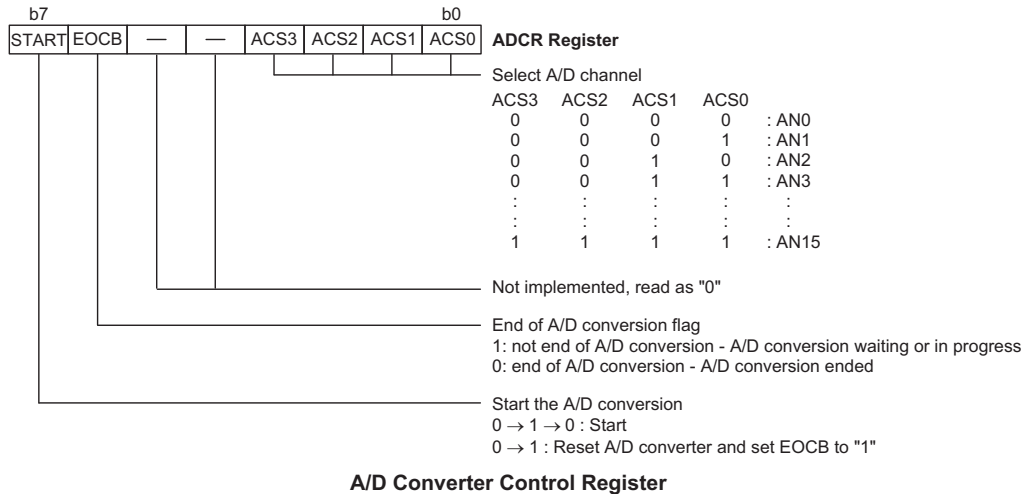 b7 b0
START EOCB — — ACS3 ACS2 ACS1 ACS0 ADCR Register
Select A/D channel
ACS3 ACS2 ACS1 ACS0
0 0 0 0 : AN0
0 0 0 1 : AN1
0 0 1 0 : AN2
0 0 1 1 : AN3
: : : : :
: : : : :
1 1 1 1 : AN15
Not implemented, read as "0"
End of A/D conversion flag
1: not end of A/D conversion - A/D conversion waiting or in progress
0: end of A/D conversion - A/D conversion ended
Start the A/D conversion
0 → 1 → 0 : Start
0 → 1 : Reset A/D converter and set EOCB to "1"
A/D Converter Control Register